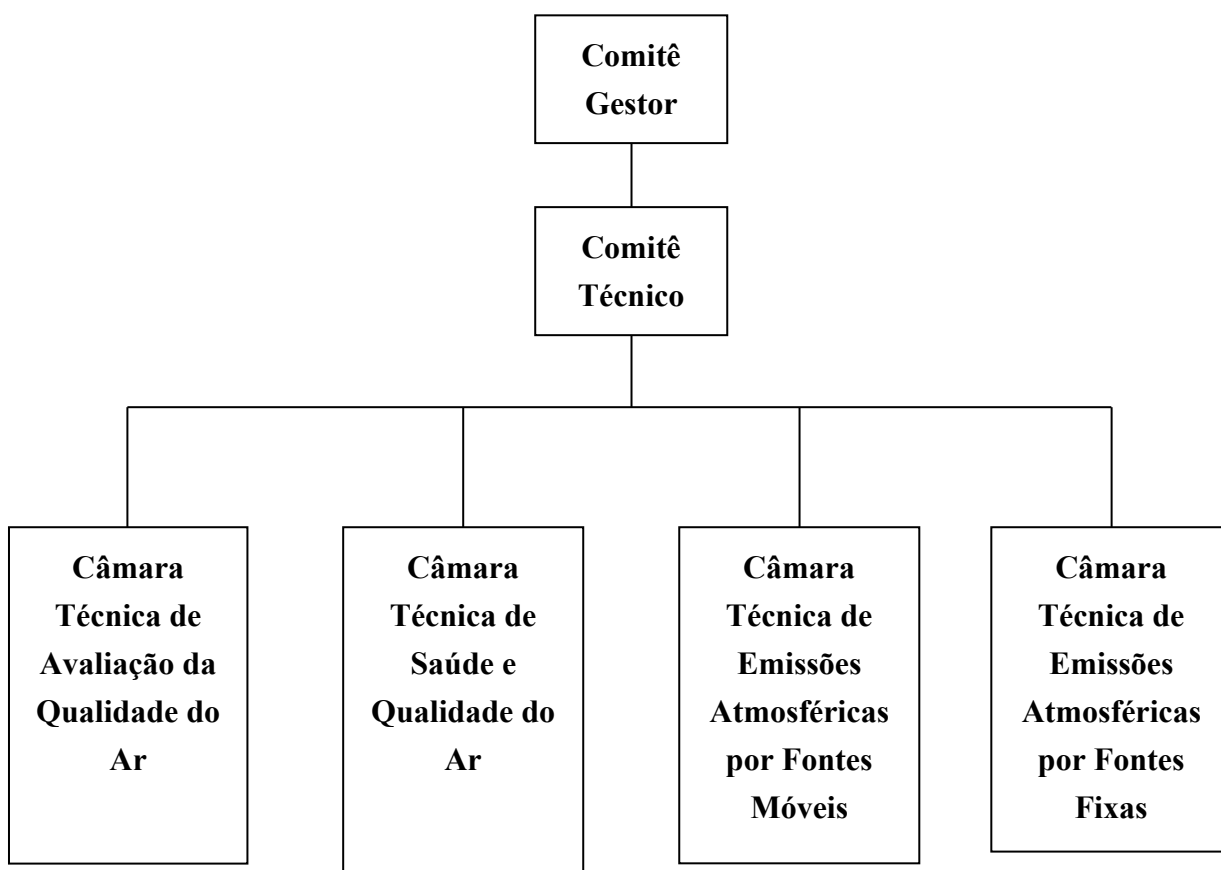 Comitê
Gestor
Comitê
Técnico
Câmara
Técnica de
Avaliação da
Qualidade do
Ar
Câmara
Técnica de
Saúde e
Qualidade do
Ar
Câmara
Técnica de
Emissões
Atmosféricas
por Fontes
Móveis
Câmara
Técnica de
Emissões
Atmosféricas
por Fontes
Fixas